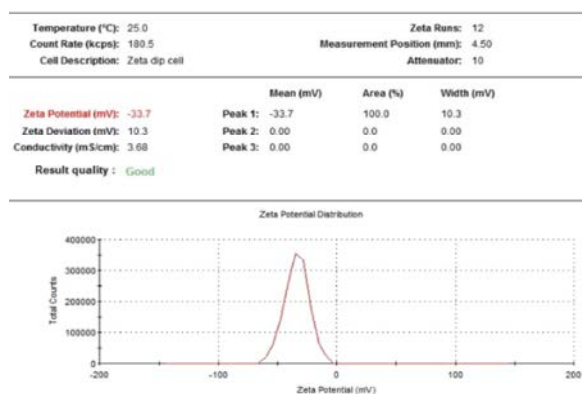 Temperature (°C): 25.0 Zeta Runs: 12
Count Rate (kcps): 180.5 Measurement Position (mm): 4.50
Cell Description: Zeta dip cell Attenuator: 10
Mean (mV) Area (%) Width (mV)
Zeta Potential (mV): -33.7 Peak 1: -33.7 100.0 10.3
Zeta Deviation (mV): 10.3 Peak 2: 0.00 0.0 0.00
Conductivity (mS/cm): 3.68 Peak 3: 0.00 0.0 0.00
Result quality : Good
Zeta Potential Distribution
400000
300000
200000
100000
0
Total Counts
-200 -100 0 100 200
Zeta Potential (mV)